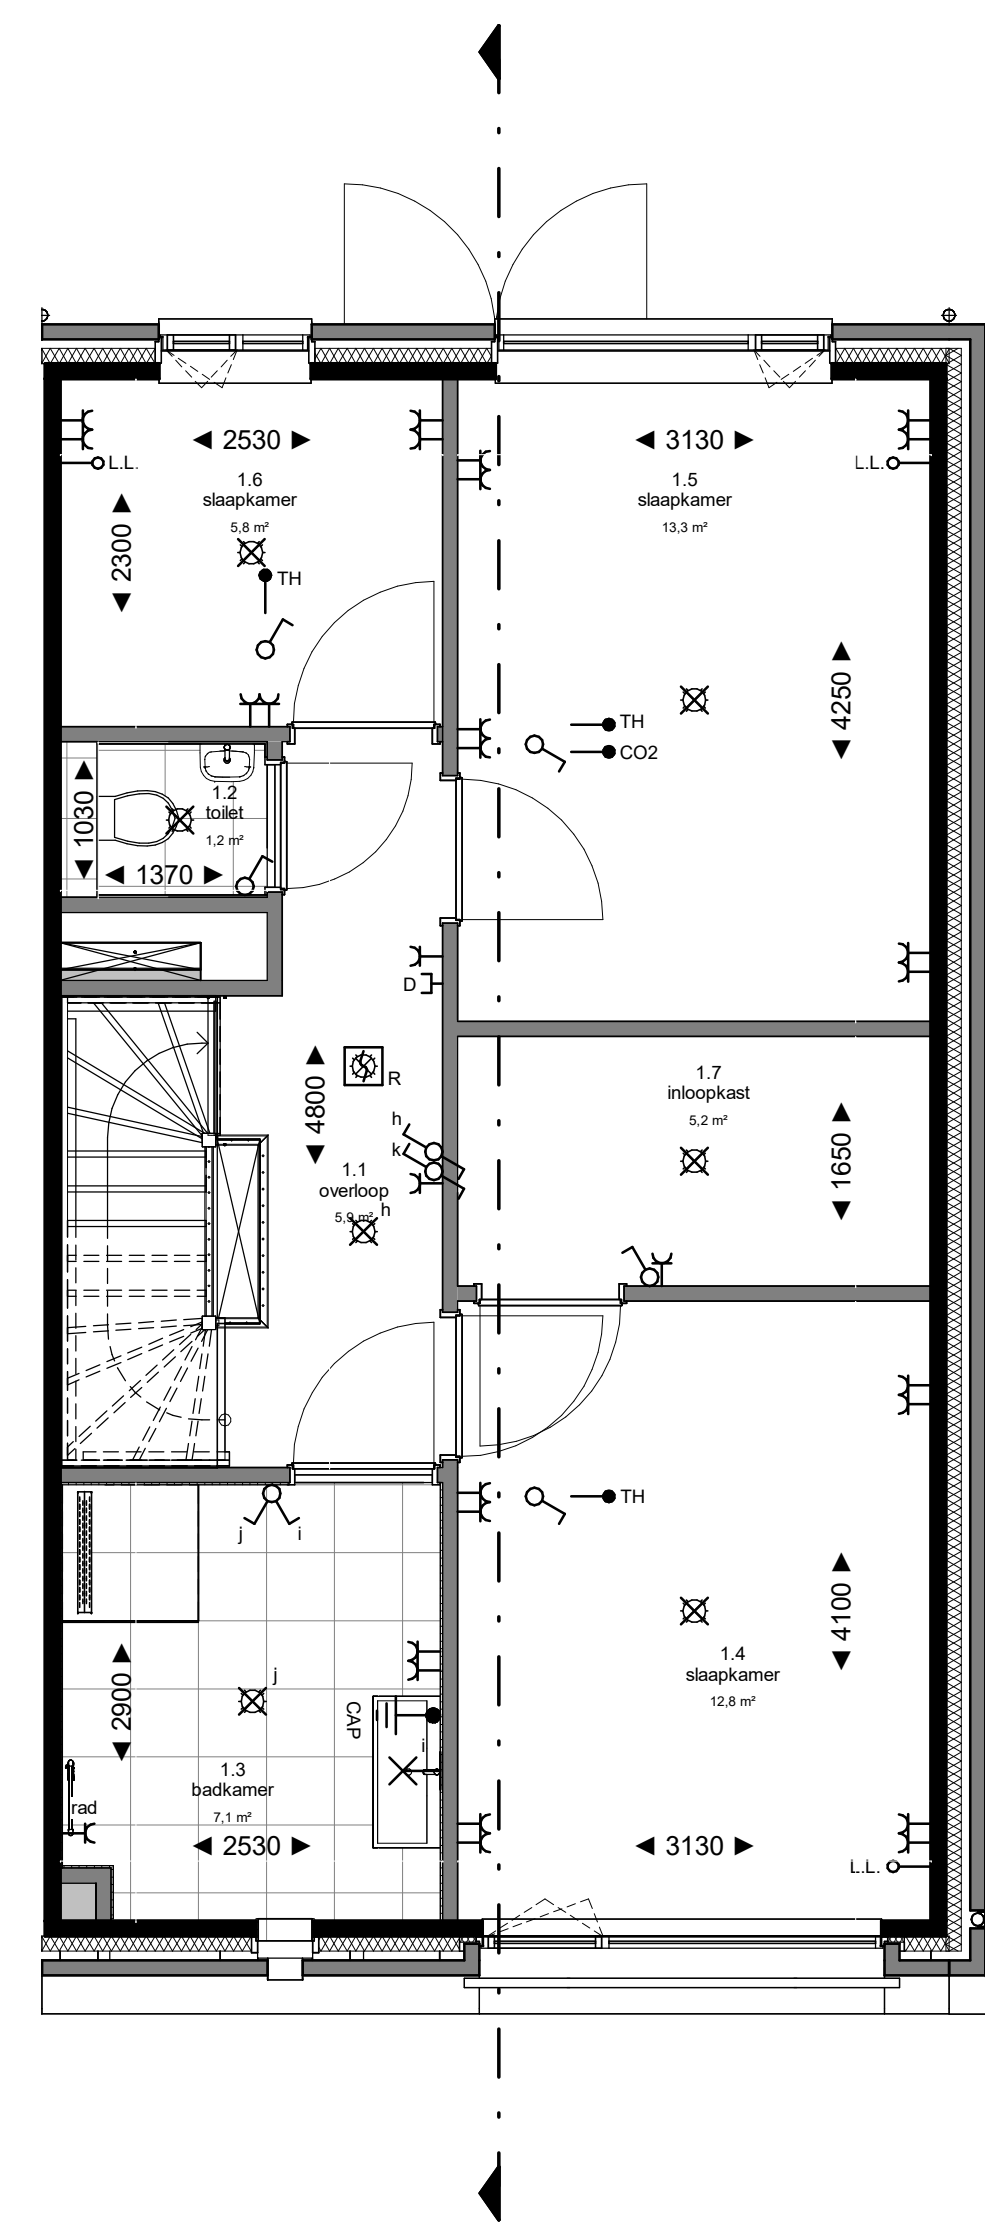 2530
3130
L.L.
L.L.
1.6
slaapkamer
5,8 m²
1.5
slaapkamer
13,3 m²
2300
TH
4250
TH
CO2
1.2
toilet
1,2 m²
1030
1370
D
R
4800
h
k
1.1
overloop
5,9 m²
h
1.7
inloopkast
5,2 m²
1650
TH
j
i
4100
1.4
slaapkamer
12,8 m²
j
2900
CAP
i
1.3
badkamer
7,1 m²
rad
2530
3130
L.L.